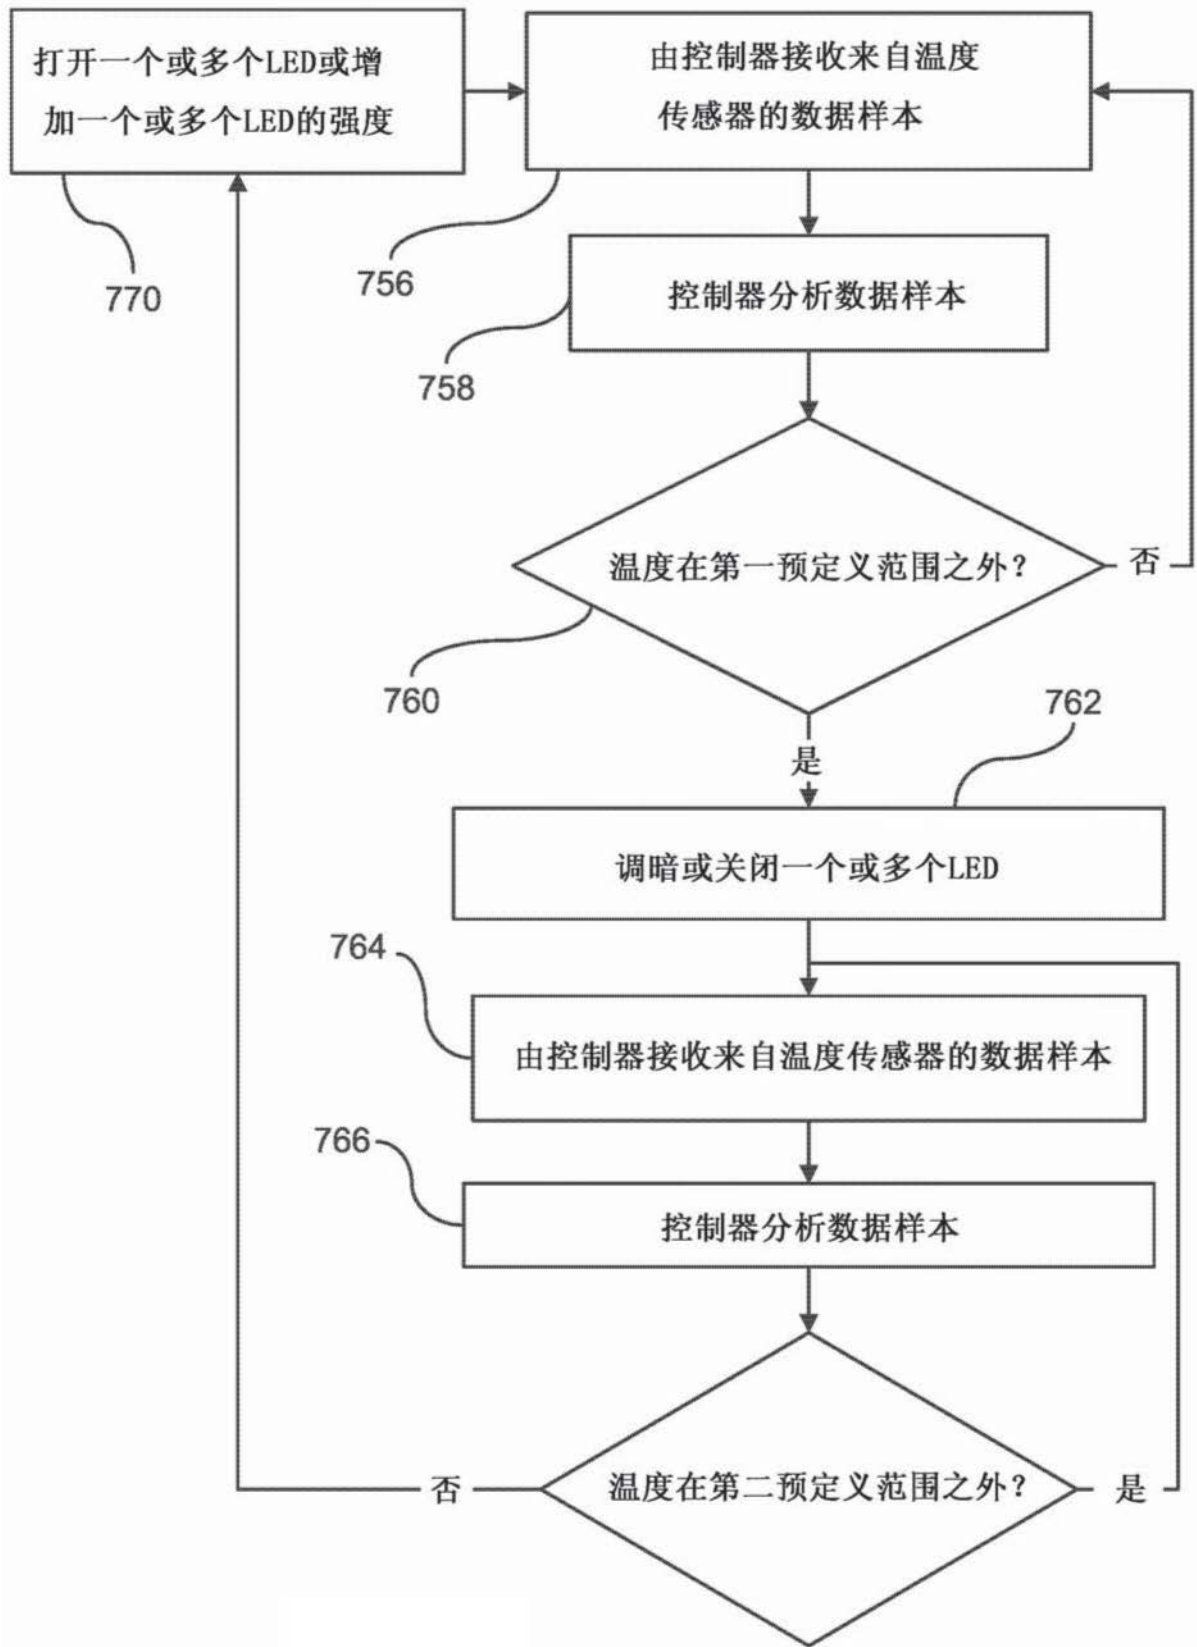 打开一个或多个LED或增
加一个或多个LED的强度
770
由控制器接收来自温度
传感器的数据样本
756
控制器分析数据样本
758
温度在第一预定义范围之外?
否
760
是
762
调暗或关闭一个或多个LED
764
由控制器接收来自温度传感器的数据样本
766
控制器分析数据样本
温度在第二预定义范围之外?
否
是